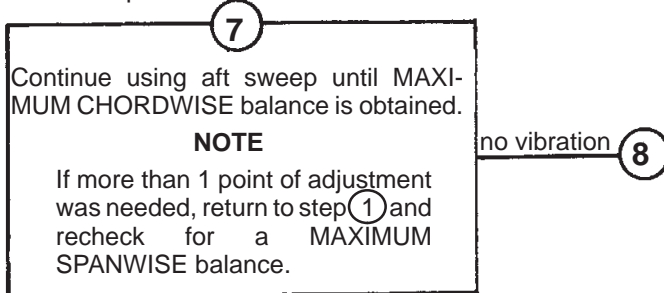 7
Continue using aft sweep until MAXI-
MUM CHORDWISE balance is obtained.
NOTE
If more than 1 point of adjustment
was needed, return to step 1 and
recheck for a MAXIMUM
SPANWISE balance.
no vibration 8